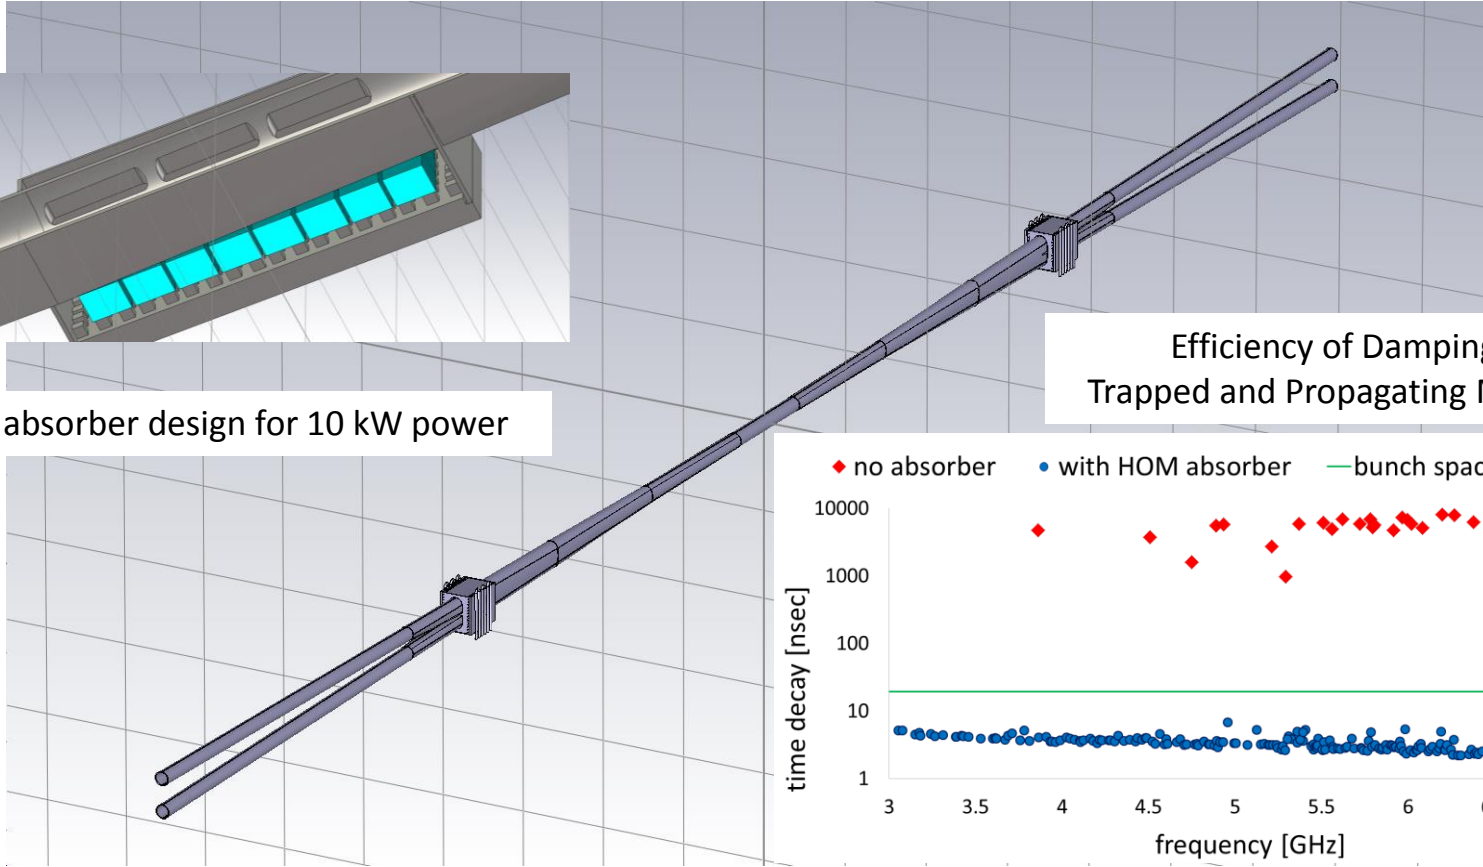 absorber design for 10 kW power
Efficiency of Damping
Trapped and Propagating
no absorber
with HOM absorber
bunch spac
10000
1000
100
10
1
time decay [nsec]
3
3.5
4
4.5
5
5.5
6
frequency [GHz]